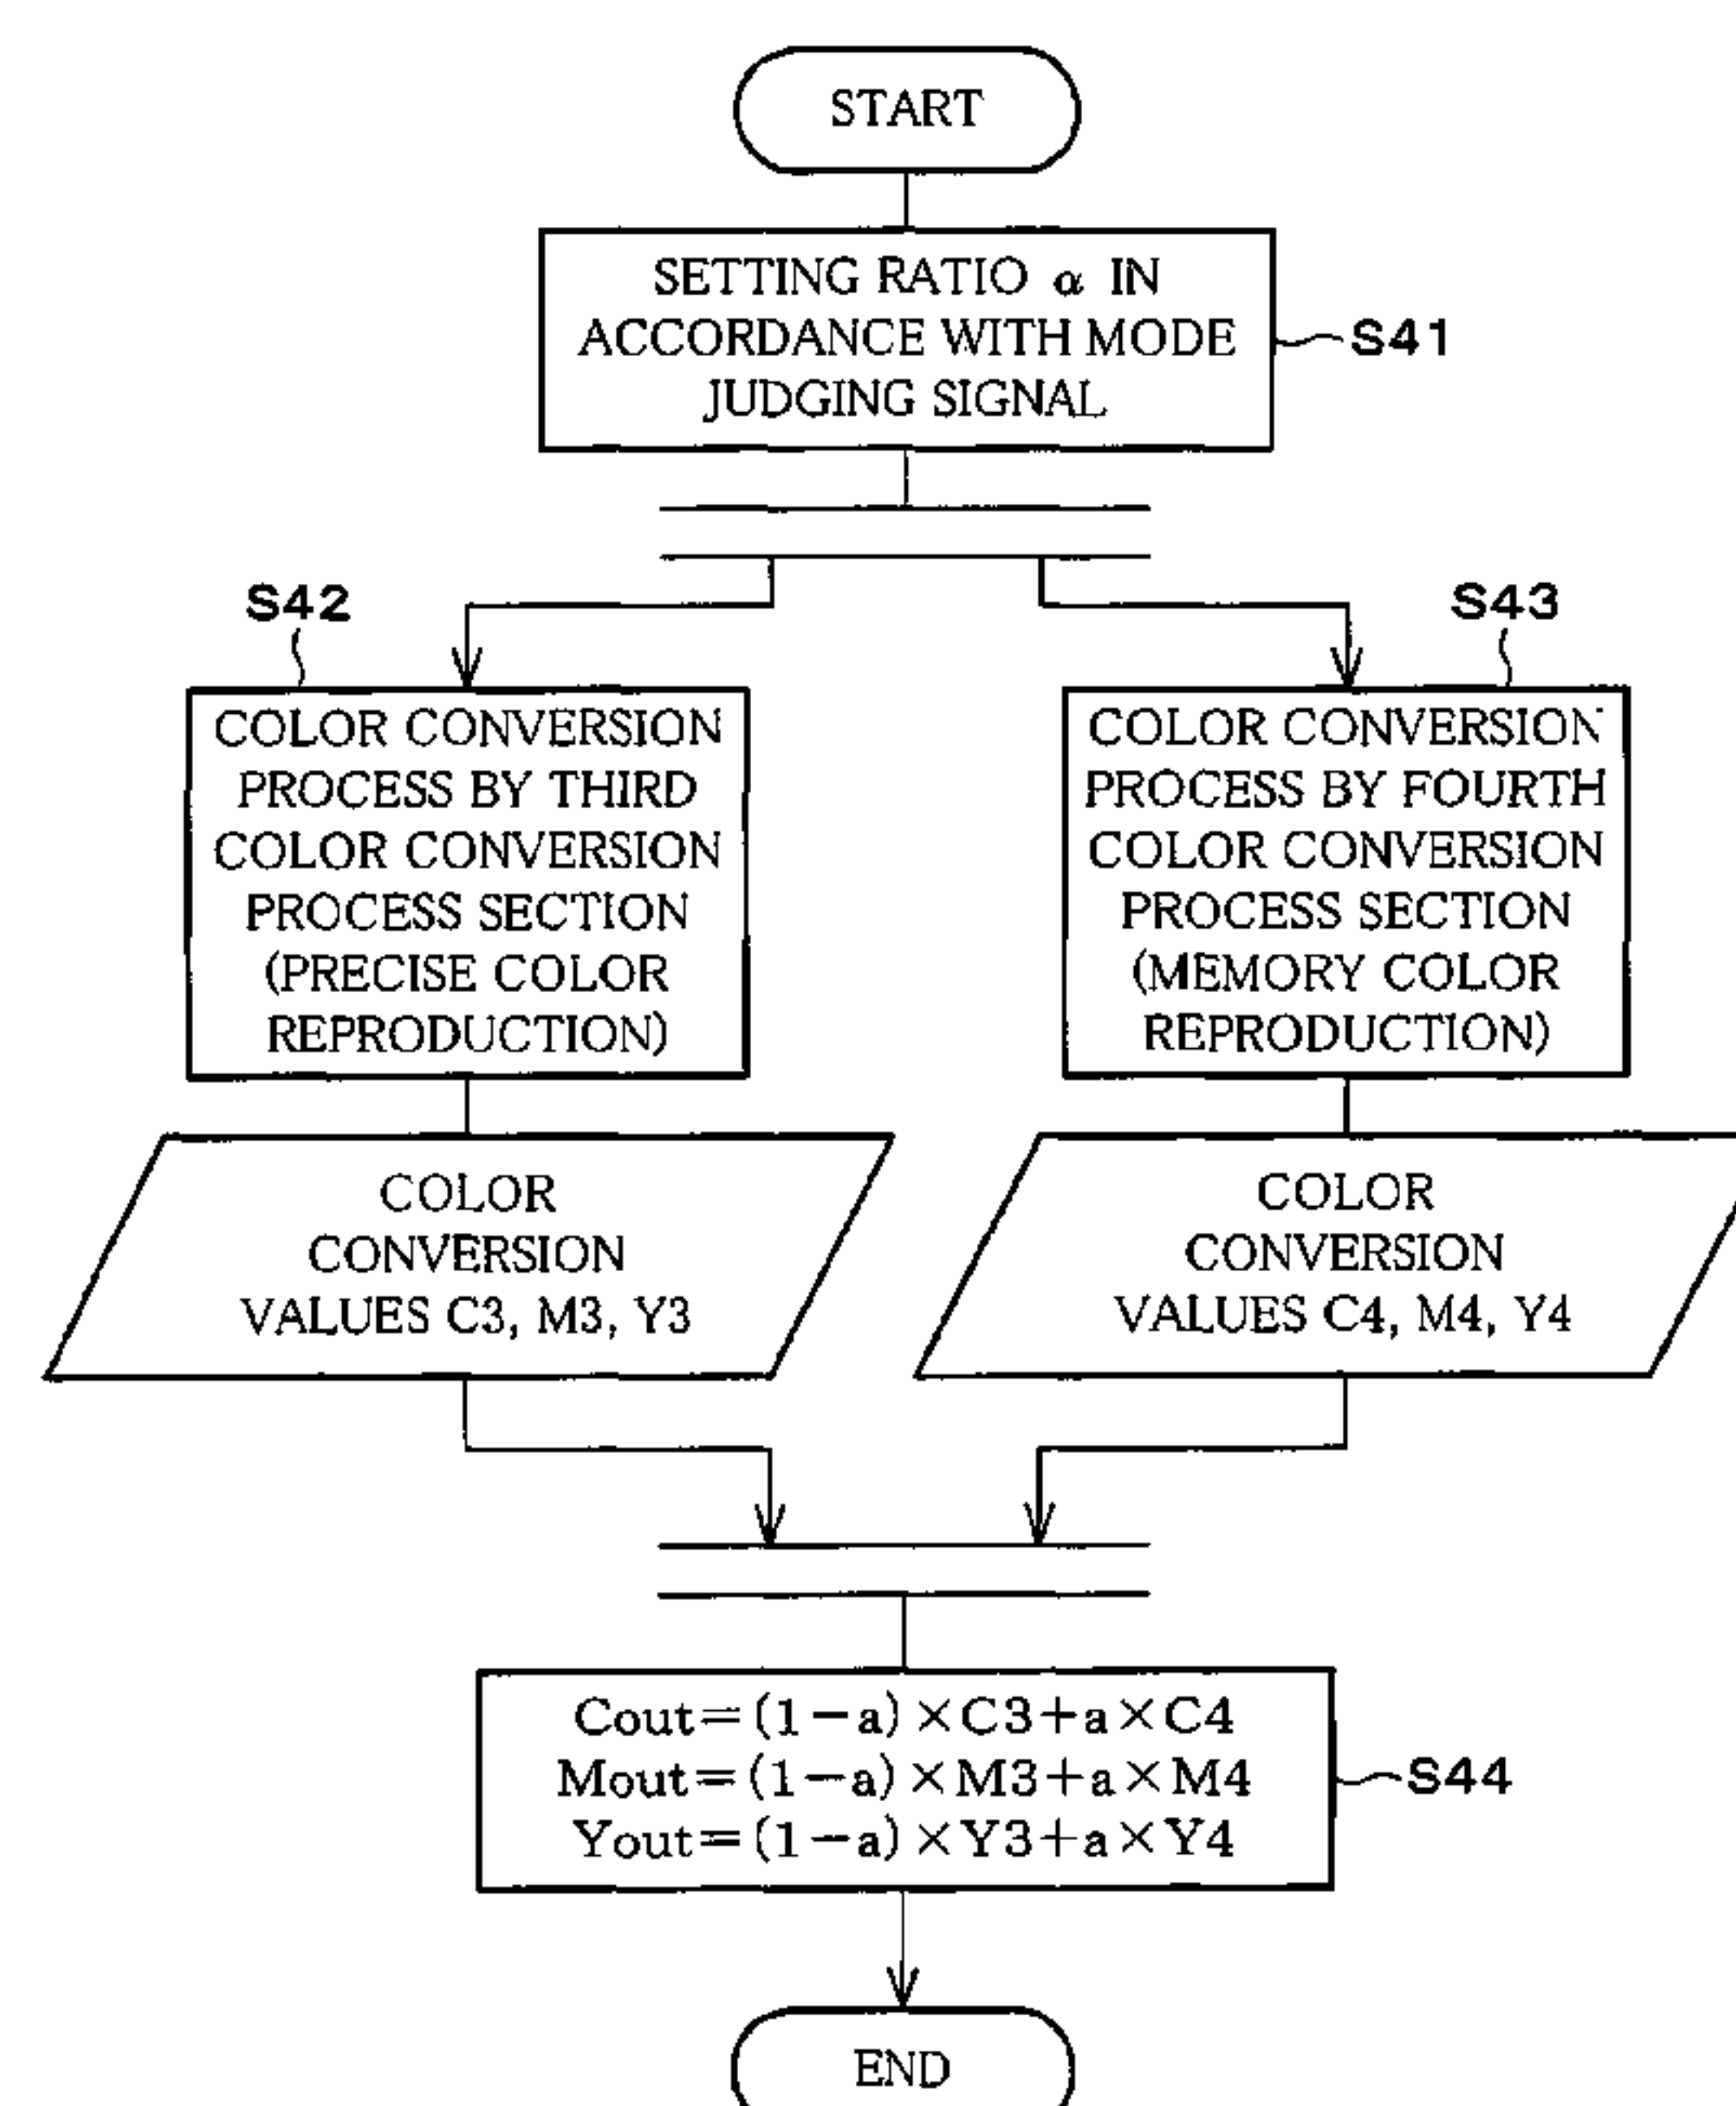 START
SETTING RATIO α IN
ACCORDANCE WITH MODE
JUDGING SIGNAL
S41
S42
COLOR CONVERSION
PROCESS BY THIRD
COLOR CONVERSION
PROCESS SECTION
(PRECISE COLOR
REPRODUCTION)
S43
COLOR CONVERSION
PROCESS BY FOURTH
COLOR CONVERSION
PROCESS SECTION
(MEMORY COLOR
REPRODUCTION)
COLOR
CONVERSION
VALUES C3, M3, Y3
COLOR
CONVERSION
VALUES C4, M4, Y4
Cout=(1-a)×C3+a×C4
Mout=(1-a)×M3+a×M4
Yout=(1-a)×Y3+a×Y4
S44
END